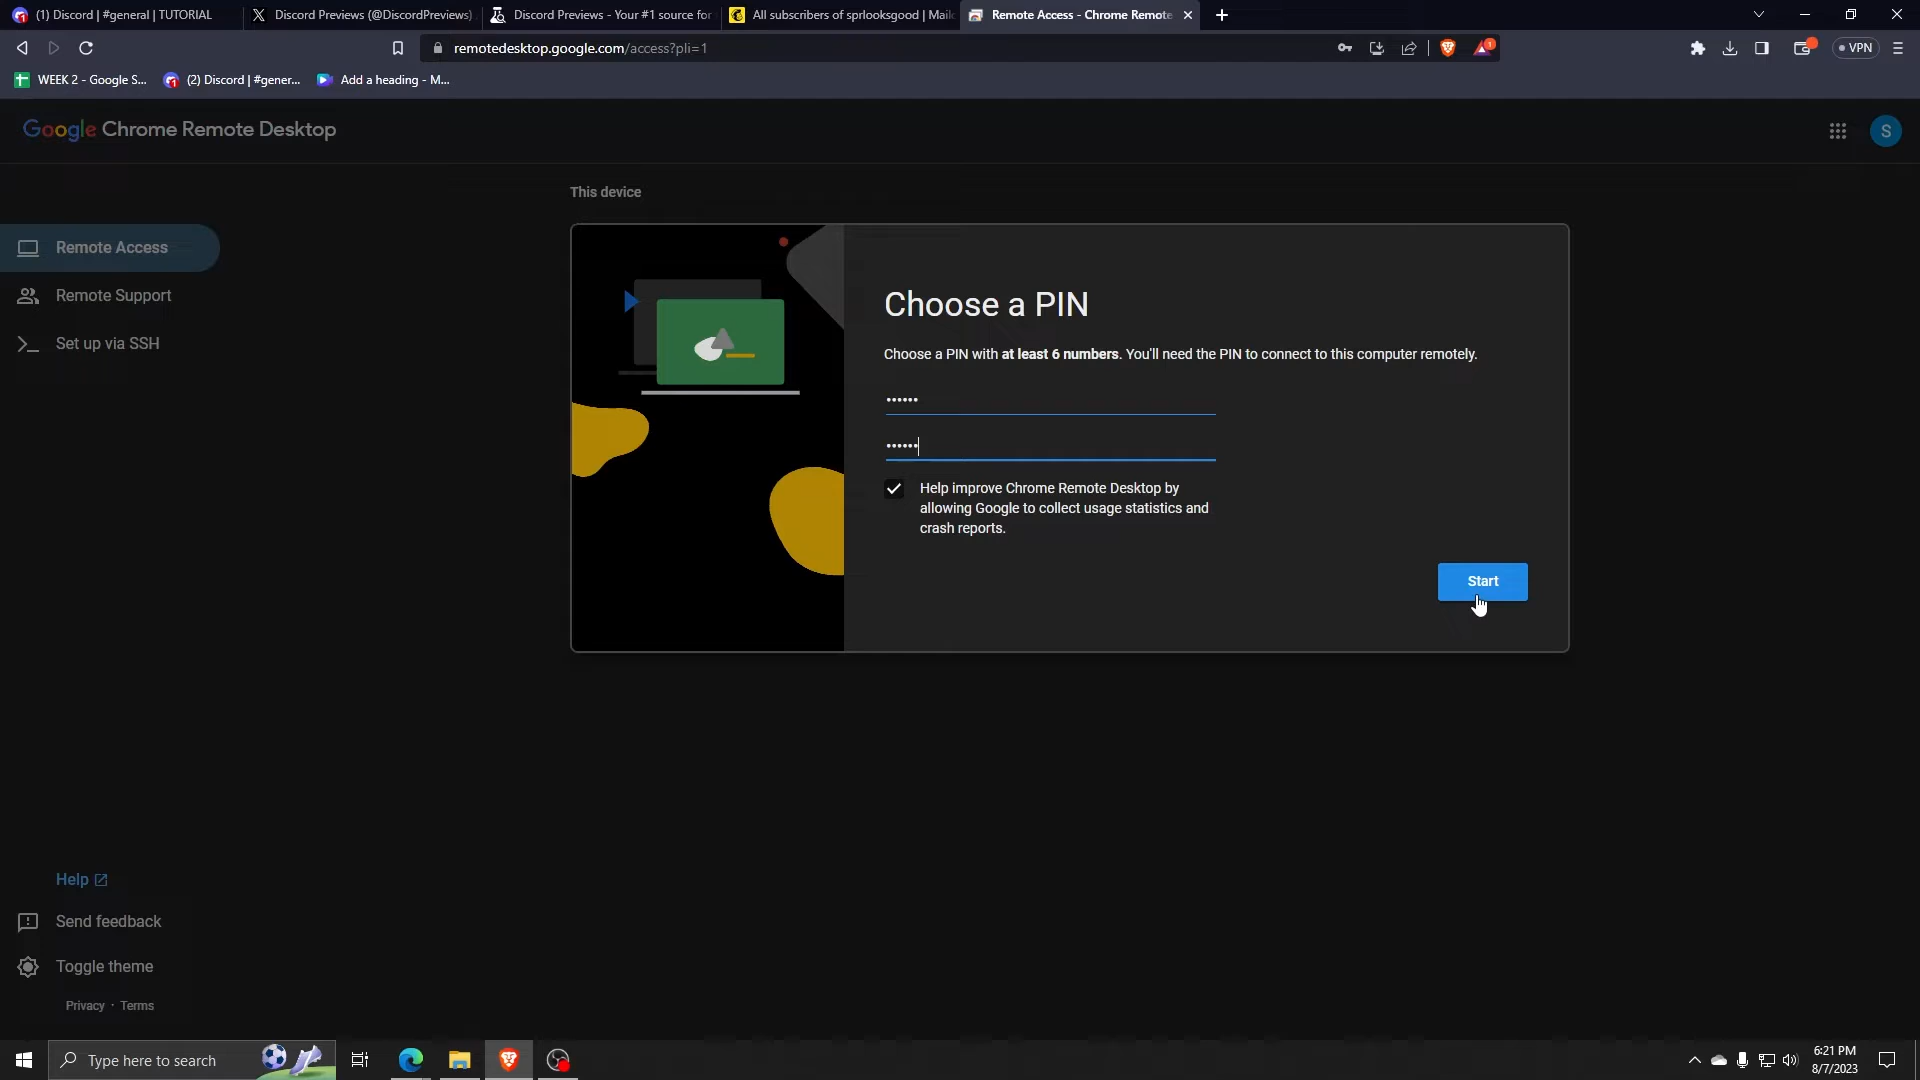 (1) Discord | #general | TUTORIAL
Discord Previews (@DiscordPreviews)
Discord Previews - Your #1 source for
All subscribers of sprlooksgood | Mail
Remote Access - Chrome Remote
remotedesktop.google.com/access?pli=1
1
VPN
WEEK 2 - Google S...
(2) Discord | #gener...
Add a heading - M...
Google Chrome Remote Desktop
S
This device
Remote Access
Remote Support
Set up via SSH
Choose a PIN
Choose a PIN with at least 6 numbers. You'll need the PIN to connect to this computer remotely.
••••••
••••••
Help improve Chrome Remote Desktop by
allowing Google to collect usage statistics and
crash reports.
Start
Help
Send feedback
Toggle theme
Privacy · Terms
Type here to search
6:21 PM
8/7/2023